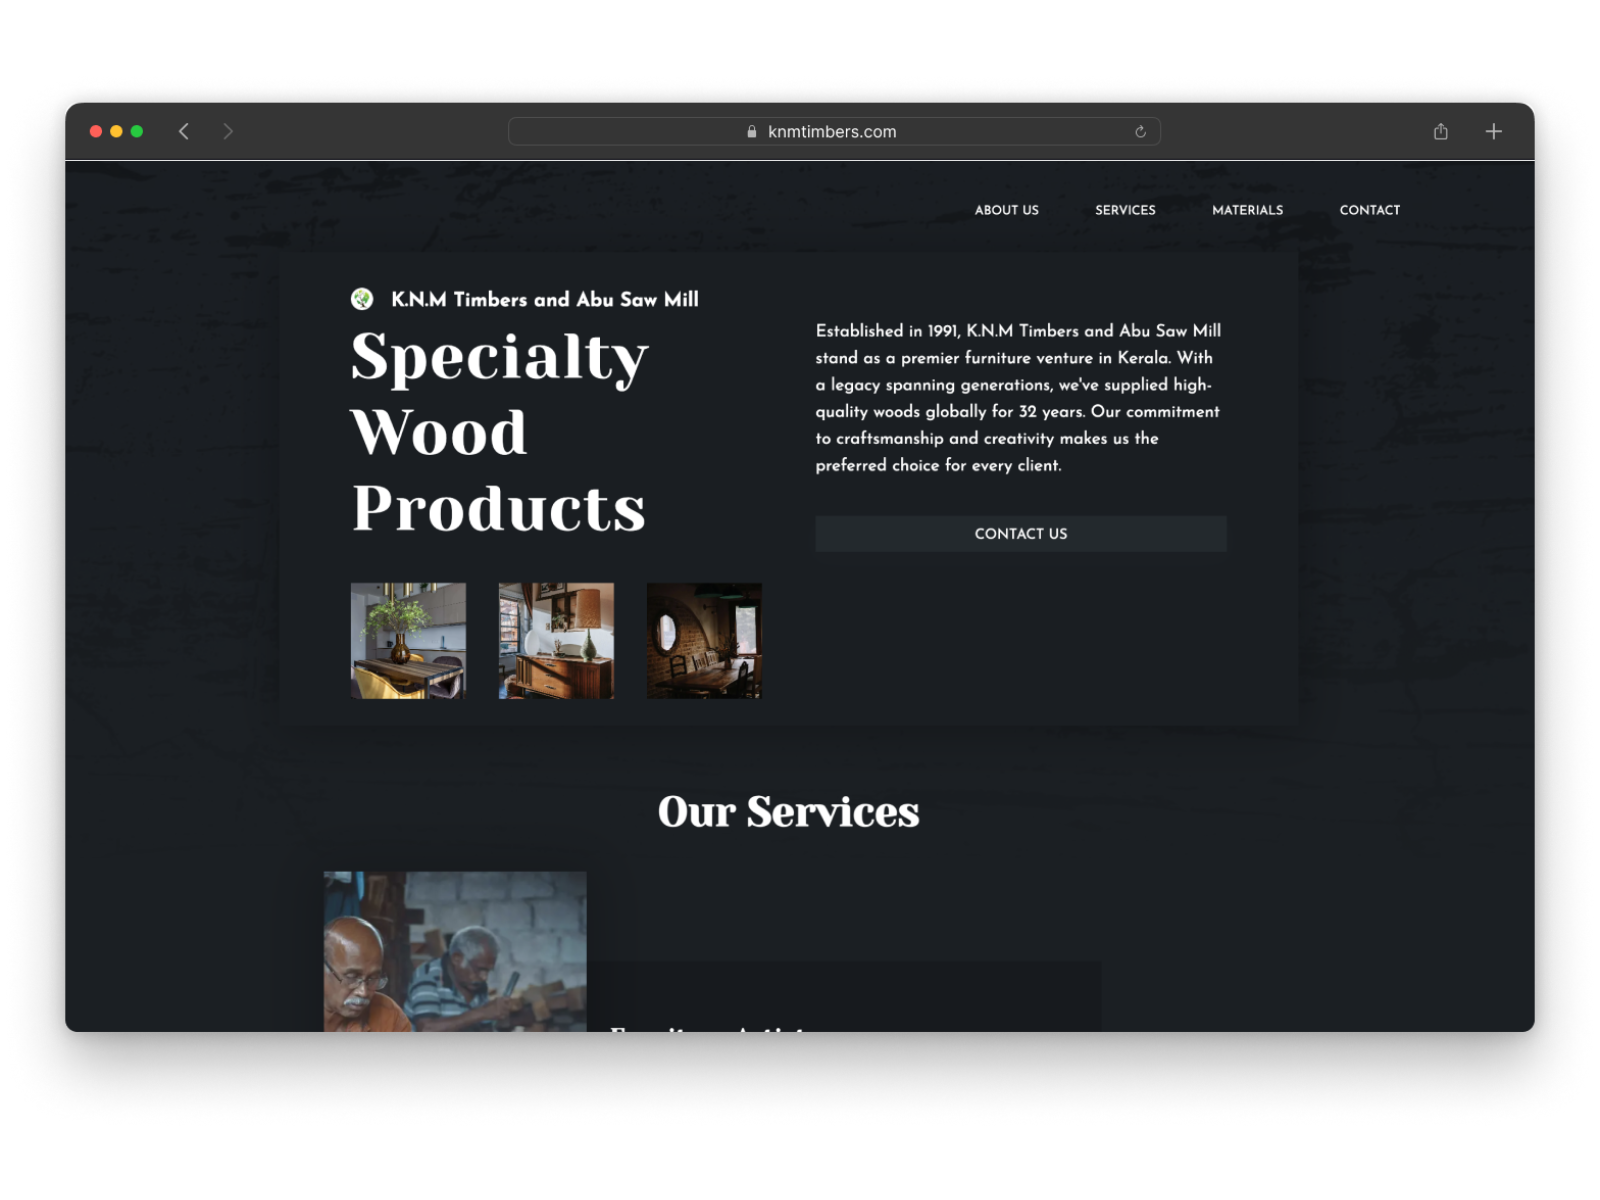 knmtimbers.com
ABOUT US
SERVICES
MATERIALS
CONTACT
K.N.M Timbers and Abu Saw Mill
Specialty
Wood
Products
Established in 1991, K.N.M Timbers and Abu Saw Mill
stand as a premier furniture venture in Kerala. With
a legacy spanning generations, we've supplied high-
quality woods globally for 32 years. Our commitment
to craftsmanship and creativity makes us the
preferred choice for every client.
CONTACT US
Our Services